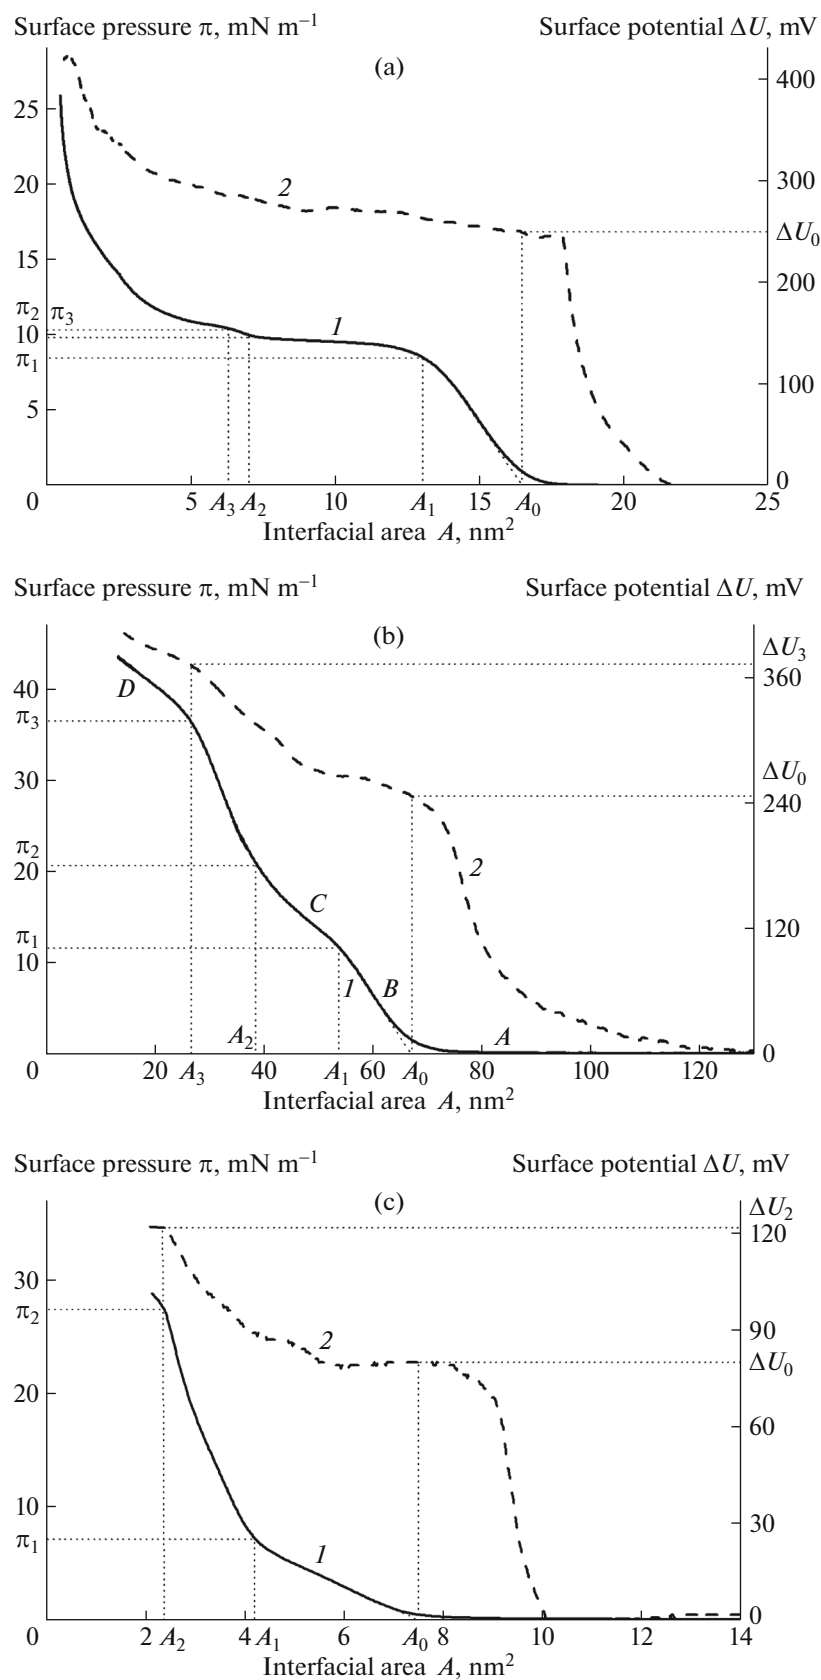 Surface pressure π, mN m⁻¹ Surface potential ΔU, mV
(a)
400
25
2
20 300
ΔU₀
15 200
π₂ π₃
10 1
π₁
100
5
0
0 5 A₃ A₂ 10 A₁ 15 A₀ 20 25
Interfacial area A, nm²
Surface pressure π, mN m⁻¹ Surface potential ΔU, mV
(b)
ΔU₃
D 360
40
π₃
30 ΔU₀
240
π₂
20 2
C
π₁ 120
10 1 B
A₂ A
0
0 20 A₃ 40 A₁ 60 A₀ 80 100 120
Interfacial area A, nm²
Surface pressure π, mN m⁻¹ Surface potential ΔU, mV
(c)
ΔU₂
120
30
π₂
2 90
ΔU₀
20
60
10
π₁ 1 30
0
0 2 A₂ 4 A₁ 6 A₀ 8 10 12 14
Interfacial area A, nm²